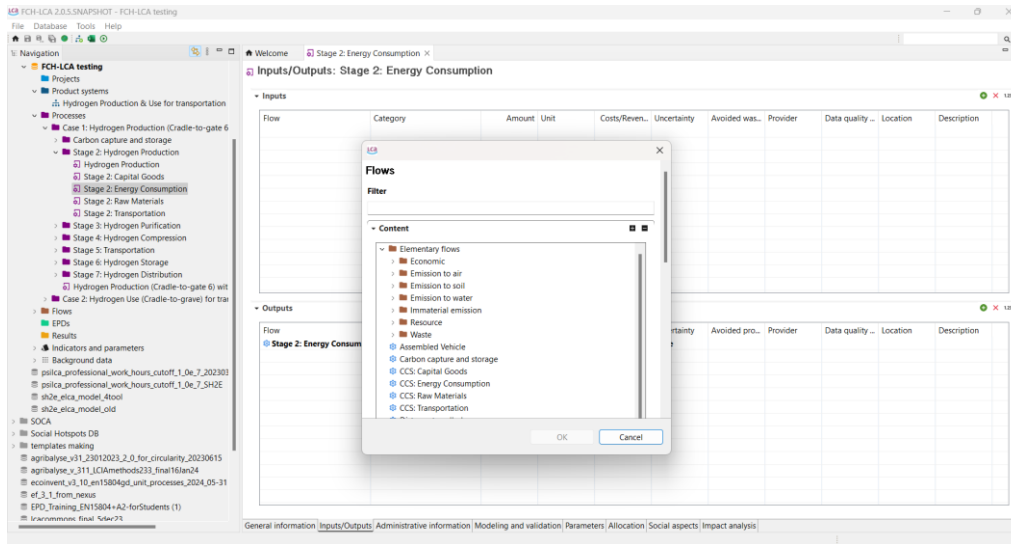 FCH-LCA 2.0.5.SNAPSHOT - FCH-LCA testing
File Database Tools Help
Navigation
FCH-LCA testing
Projects
Product systems
Hydrogen Production & Use for transportation
Processes
Case 1: Hydrogen Production (Cradle-to-gate 6
Carbon capture and storage
Stage 2: Hydrogen Production
Hydrogen Production
Stage 2: Capital Goods
Stage 2: Energy Consumption
Stage 2: Raw Materials
Stage 2: Transportation
Stage 3: Hydrogen Purification
Stage 4: Hydrogen Compression
Stage 5: Transportation
Stage 6: Hydrogen Storage
Stage 7: Hydrogen Distribution
Hydrogen Production (Cradle-to-gate 6) wit
Case 2: Hydrogen Use (Cradle-to-grave) for trar
Flows
EPDs
Results
Indicators and parameters
Background data
psilca_professional_work_hours_cutoff_1_0e_7_202303
psilca_professional_work_hours_cutoff_1_0e_7_SH2E
sh2e_elca_model_4tool
sh2e_elca_model_old
SOCA
Social Hotspots DB
templates making
agribalyse_v31_23012023_2_0_for_circularity_20230615
agribalyse_v_311_LCIAmethods233_final16Jan24
ecoinvent_v3_10_en15804gd_unit_processes_2024_05-31
ef_3_1_from_nexus
EPD_Training_EN15804+A2-forStudents (1)
lcacommons_final_5dec23
Welcome
Stage 2: Energy Consumption
Inputs/Outputs: Stage 2: Energy Consumption
Inputs
Flow Category Amount Unit Costs/Reven... Uncertainty Avoided was... Provider Data quality ... Location Description
LCA
Flows
Filter
Content
Elementary flows
Economic
Emission to air
Emission to soil
Emission to water
Immaterial emission
Resource
Waste
Assembled Vehicle
Carbon capture and storage
CCS: Capital Goods
CCS: Energy Consumption
CCS: Raw Materials
CCS: Transportation
OK Cancel
Outputs
Flow rtainty Avoided pro... Provider Data quality ... Location Description
Stage 2: Energy Consum
General information Inputs/Outputs Administrative information Modeling and validation Parameters Allocation Social aspects Impact analysis